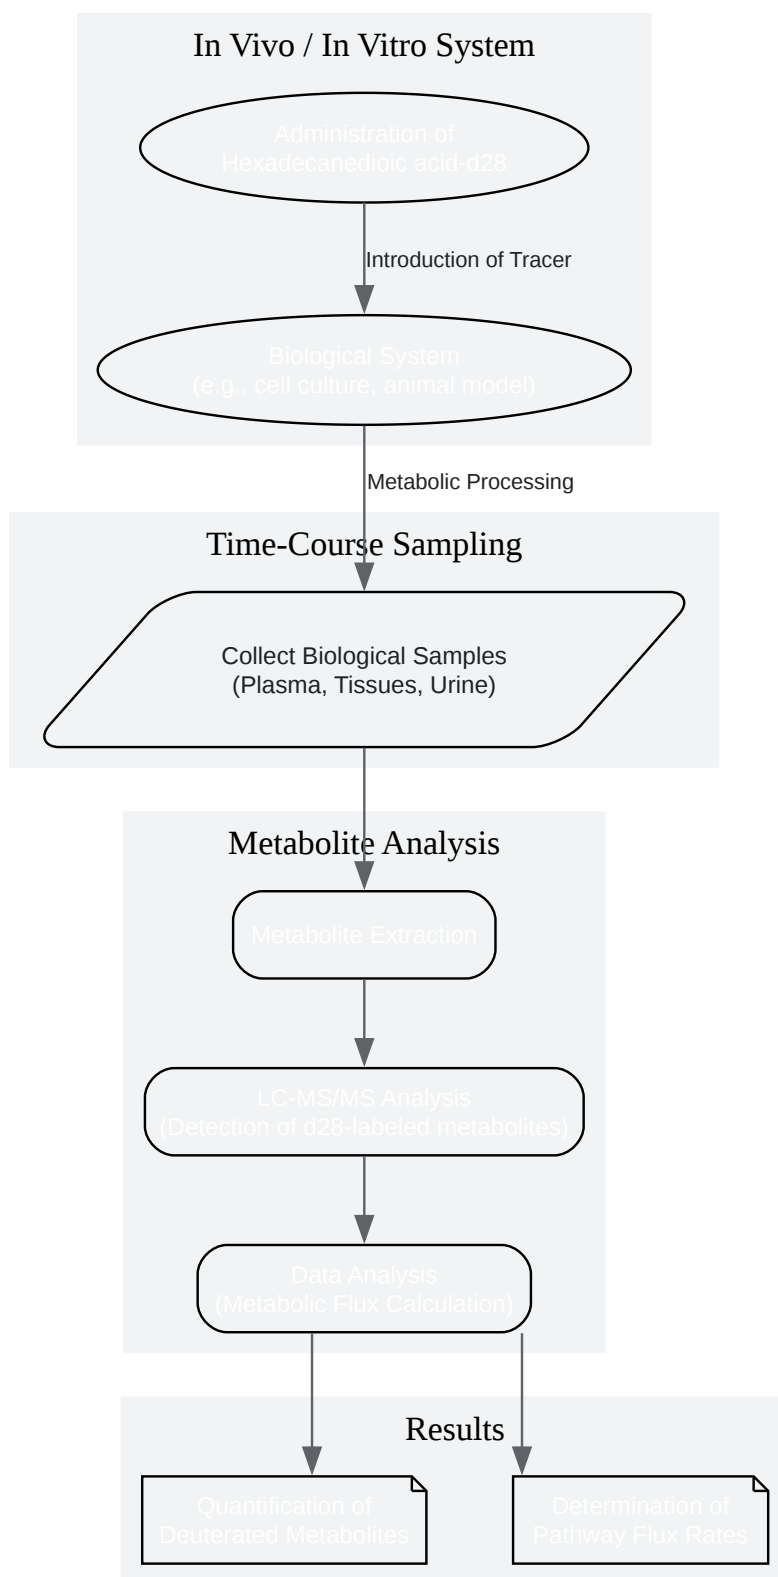 In Vivo / In Vitro System
Administration of
Hexadecanedioic acid-d28
Introduction of Tracer
Biological System
(e.g., cell culture, animal model)
Metabolic Processing
Time-Course Sampling
Collect Biological Samples
(Plasma, Tissues, Urine)
Metabolite Analysis
Metabolite Extraction
LC-MS/MS Analysis
(Detection of d28-labeled metabolites)
Data Analysis
(Metabolic Flux Calculation)
Results
Quantification of
Deuterated Metabolites
Determination of
Pathway Flux Rates